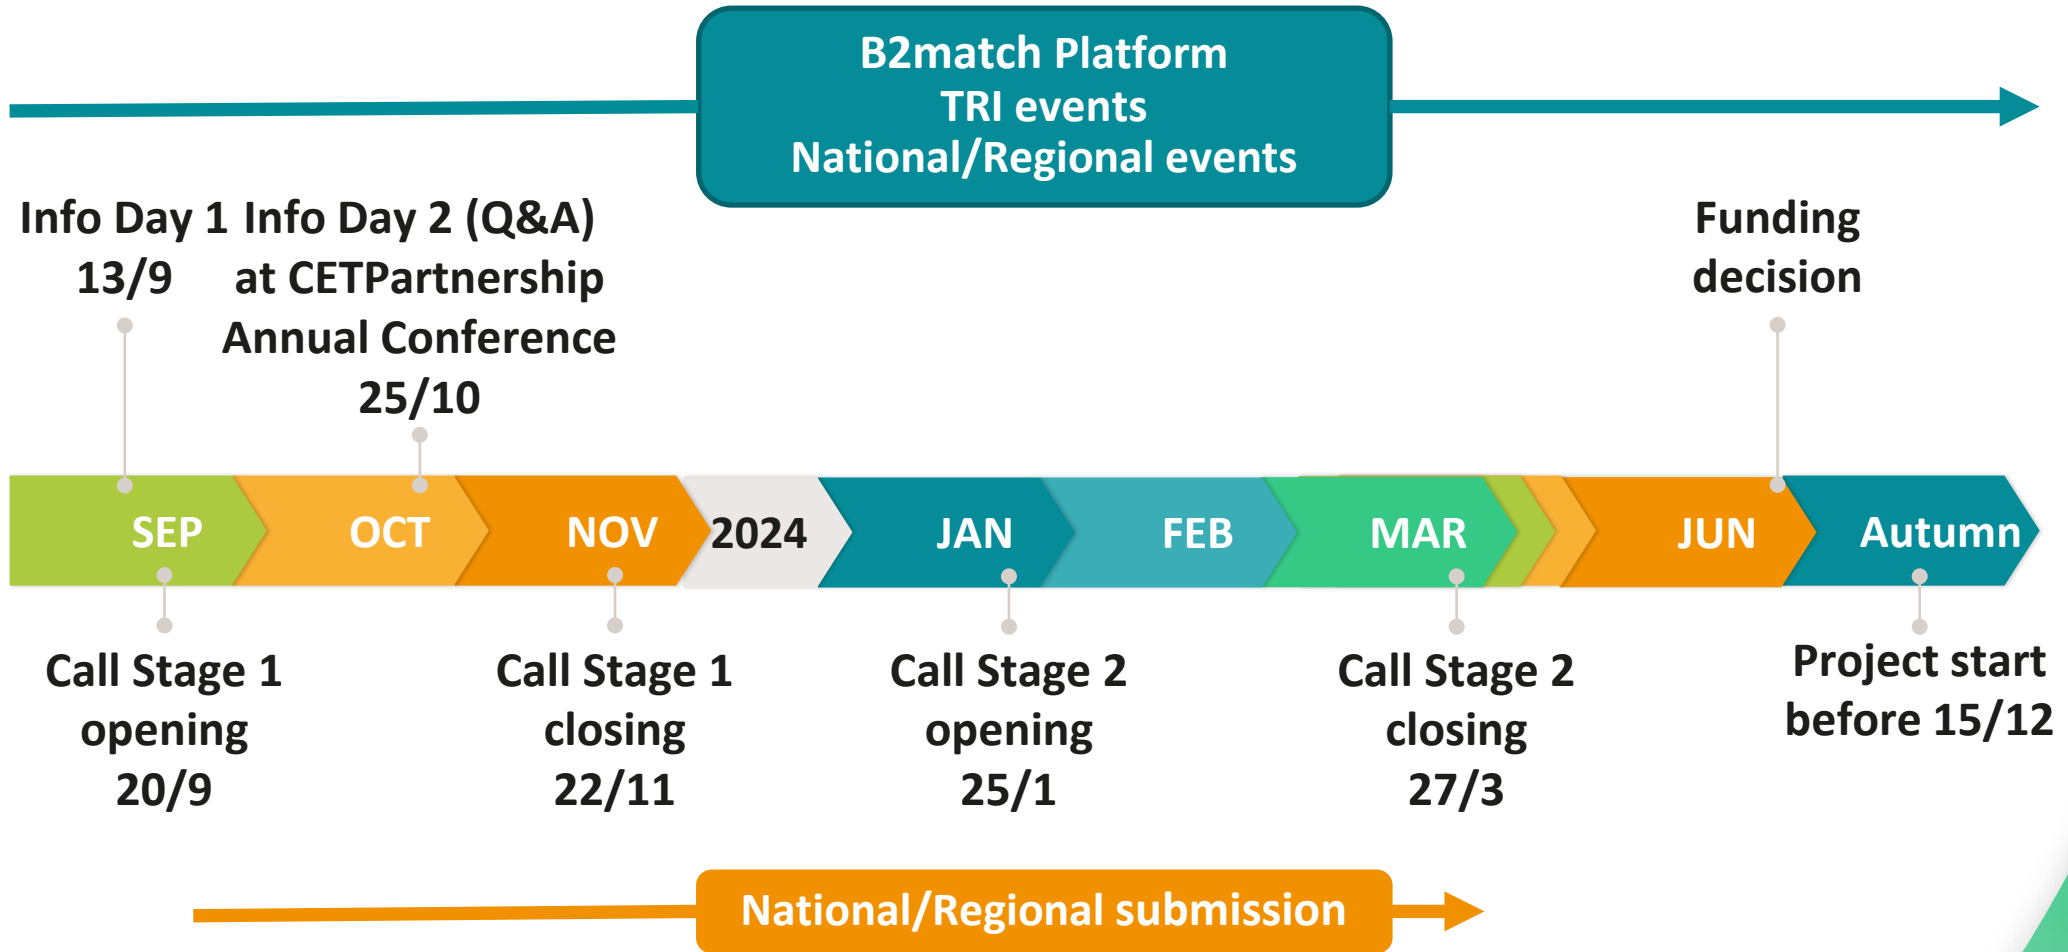 B2match Platform
TRI events
National/Regional events
Info Day 1
13/9
Info Day 2 (Q&A)
at CETPartnership
Annual Conference
25/10
Funding
decision
SEP
OCT
NOV
2024
JAN
FEB
MAR
JUN
Autumn
Call Stage 1
opening
20/9
Call Stage 1
closing
22/11
Call Stage 2
opening
25/1
Call Stage 2
closing
27/3
Project start
before 15/12
National/Regional submission